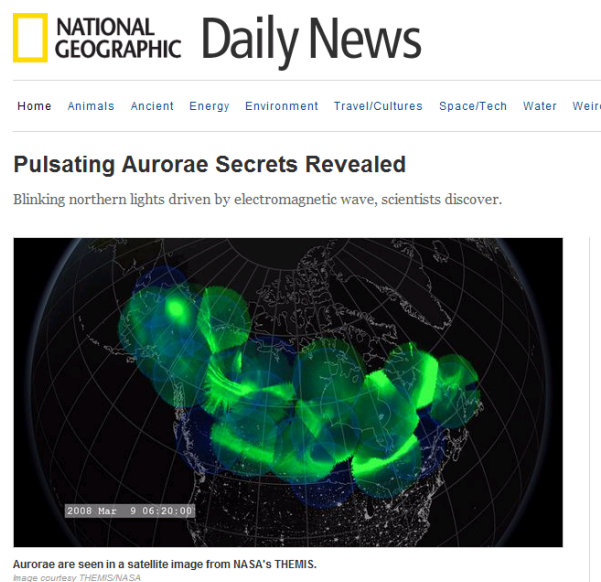 NATIONAL
GEOGRAPHIC
Daily News
Home Animals Ancient Energy Environment Travel/Cultures Space/Tech Water
Pulsating Aurorae Secrets Revealed
Blinking northern lights driven by electromagnetic wave, scientists discover.
2008 Mar 9 06:20:00
Aurorae are seen in a satellite image from NASA's THEMIS.
Image courtesy THEMIS/NASA